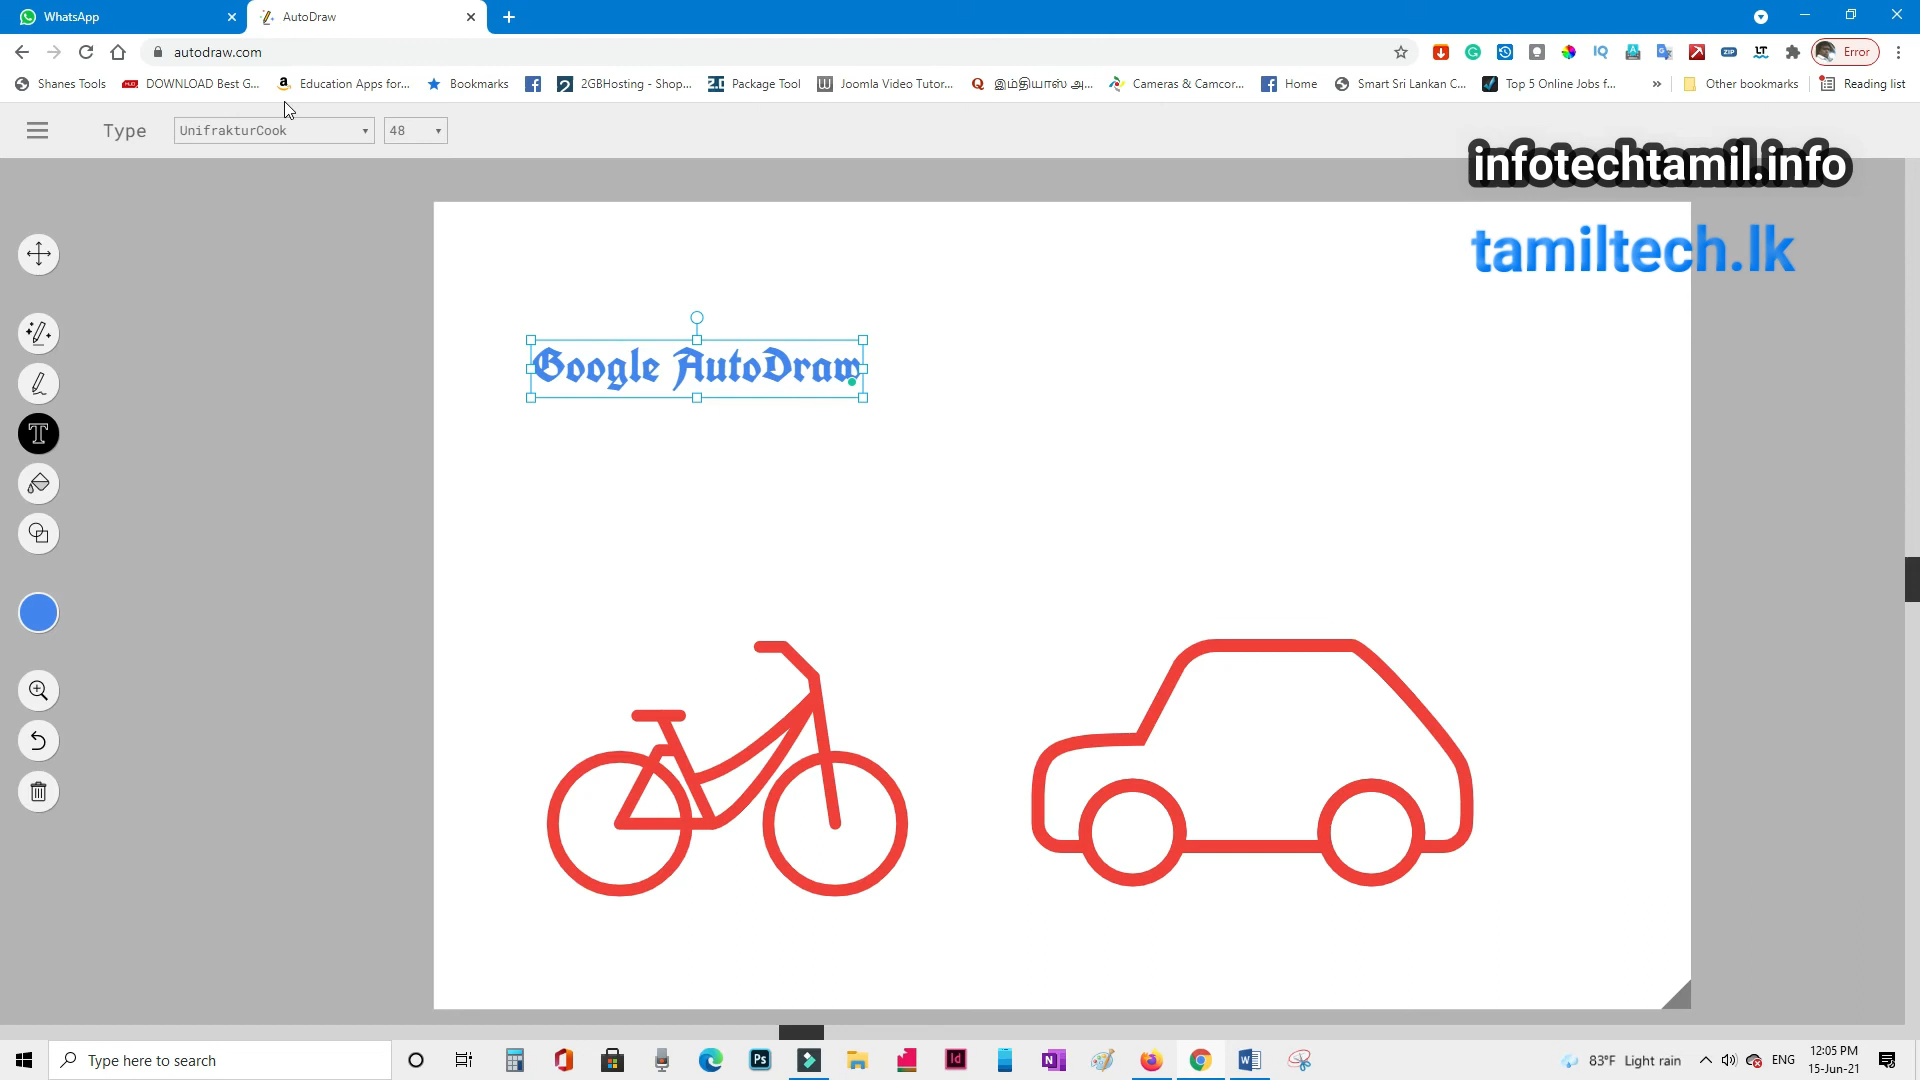 WhatsApp
AutoDraw
autodraw.com
Error
Shanes Tools
DOWNLOAD Best G...
Education Apps for...
Bookmarks
2GBHosting - Shop...
Package Tool
Joomla Video Tutor...
இம்தியாஸ் அ...
Cameras & Camcor...
Home
Smart Sri Lankan C...
Top 5 Online Jobs f...
Other bookmarks
Reading list
Type
UnifrakturCook
48
infotechtamil.info
tamiltech.lk
Google AutoDraw
Type here to search
83°F Light rain
ENG
12:05 PM
15-Jun-21